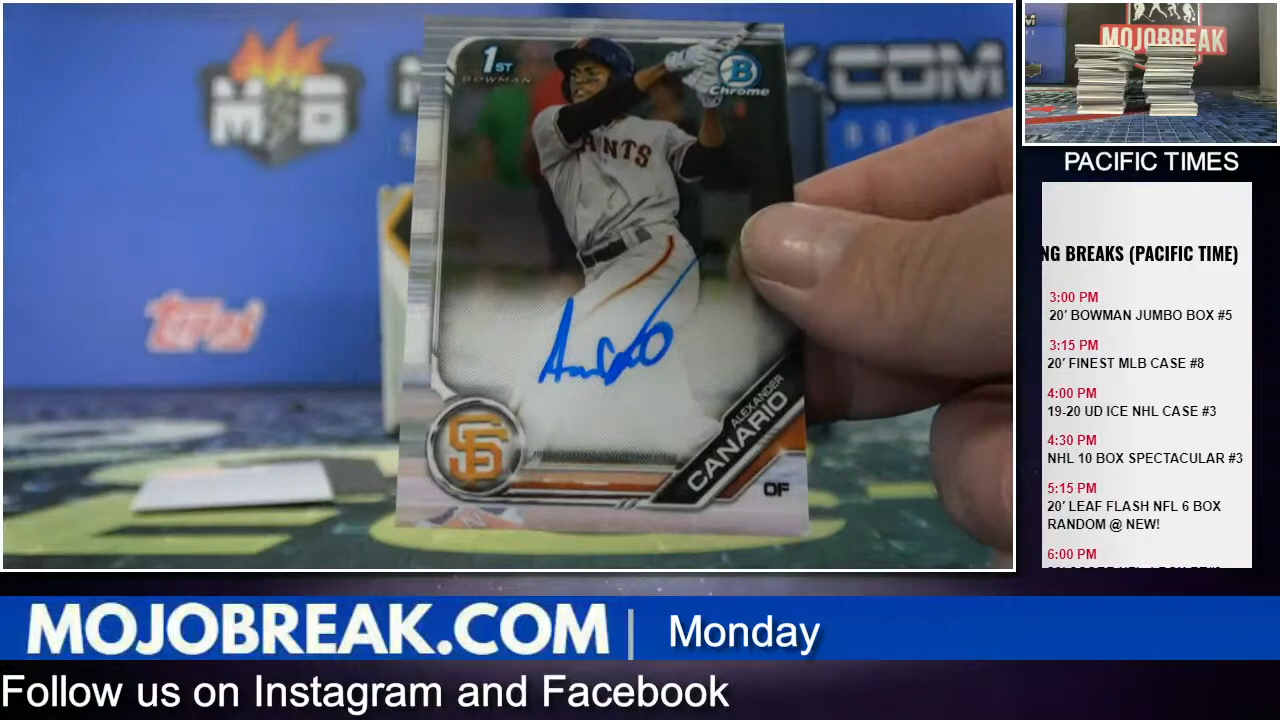 1ST
BOWMAN
B
Chrome
M B
.COM
topps
ANTS
SF
ALEXANDER
CANARIO
OF
MOJOBREAK
PACIFIC TIMES
NG BREAKS (PACIFIC TIME)
3:00 PM
20' BOWMAN JUMBO BOX #5
3:15 PM
20' FINEST MLB CASE #8
4:00 PM
19-20 UD ICE NHL CASE #3
4:30 PM
NHL 10 BOX SPECTACULAR #3
5:15 PM
20' LEAF FLASH NFL 6 BOX
RANDOM @ NEW!
6:00 PM
MOJOBREAK.COM | Monday
Follow us on Instagram and Facebook